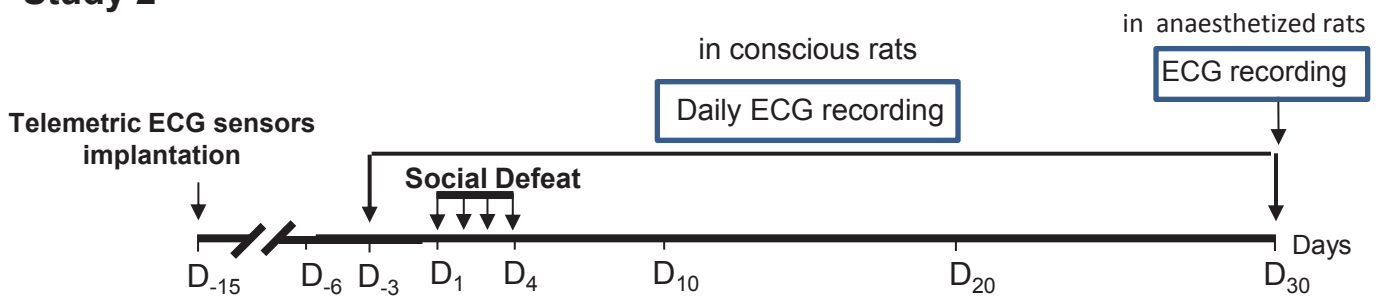 Study 2
in anaesthetized rats
in conscious rats
ECG recording
Daily ECG recording
Telemetric ECG sensors
implantation
Social Defeat
Days
D-15 D-6 D-3 D1 D4 D10 D20 D30